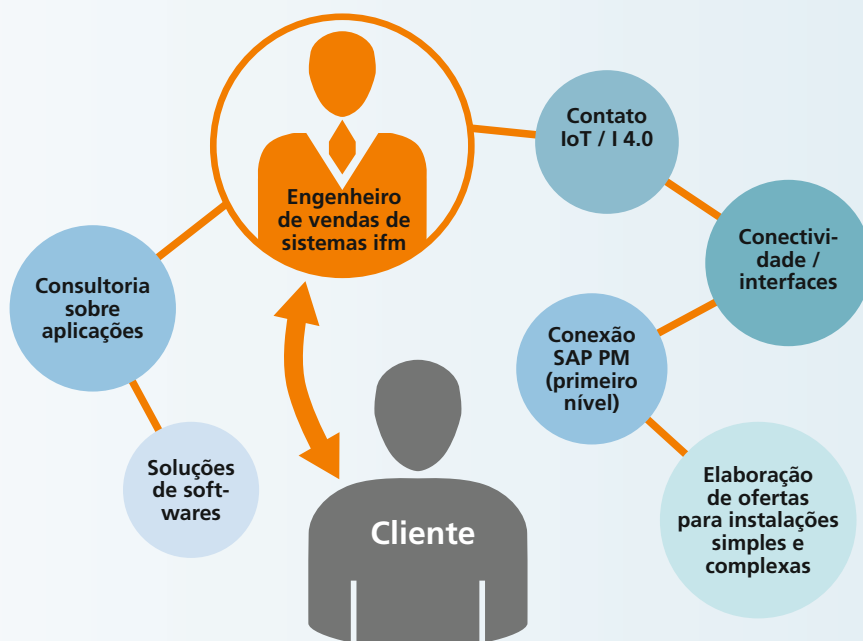 Engenheiro
de vendas de
sistemas ifm
Contato
IoT / I 4.0
Conectivi-
dade /
interfaces
Conexão
SAP PM
(primeiro
nível)
Elaboração
de ofertas
para instalações
simples e
complexas
Consultoria
sobre
aplicações
Soluções
de soft-
wares
Cliente